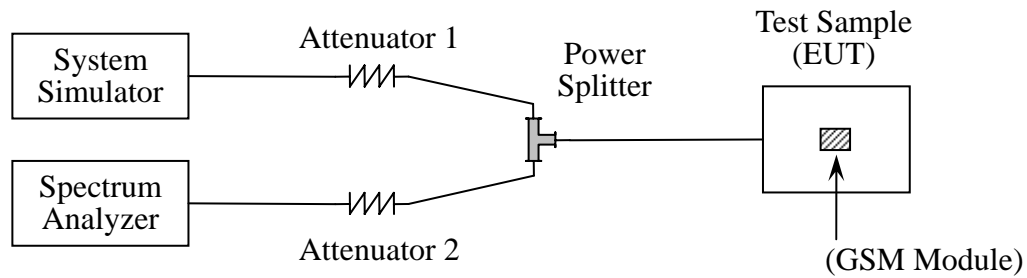 System
Simulator
Attenuator 1
Power
Splitter
Test Sample
(EUT)
Spectrum
Analyzer
Attenuator 2
(GSM Module)